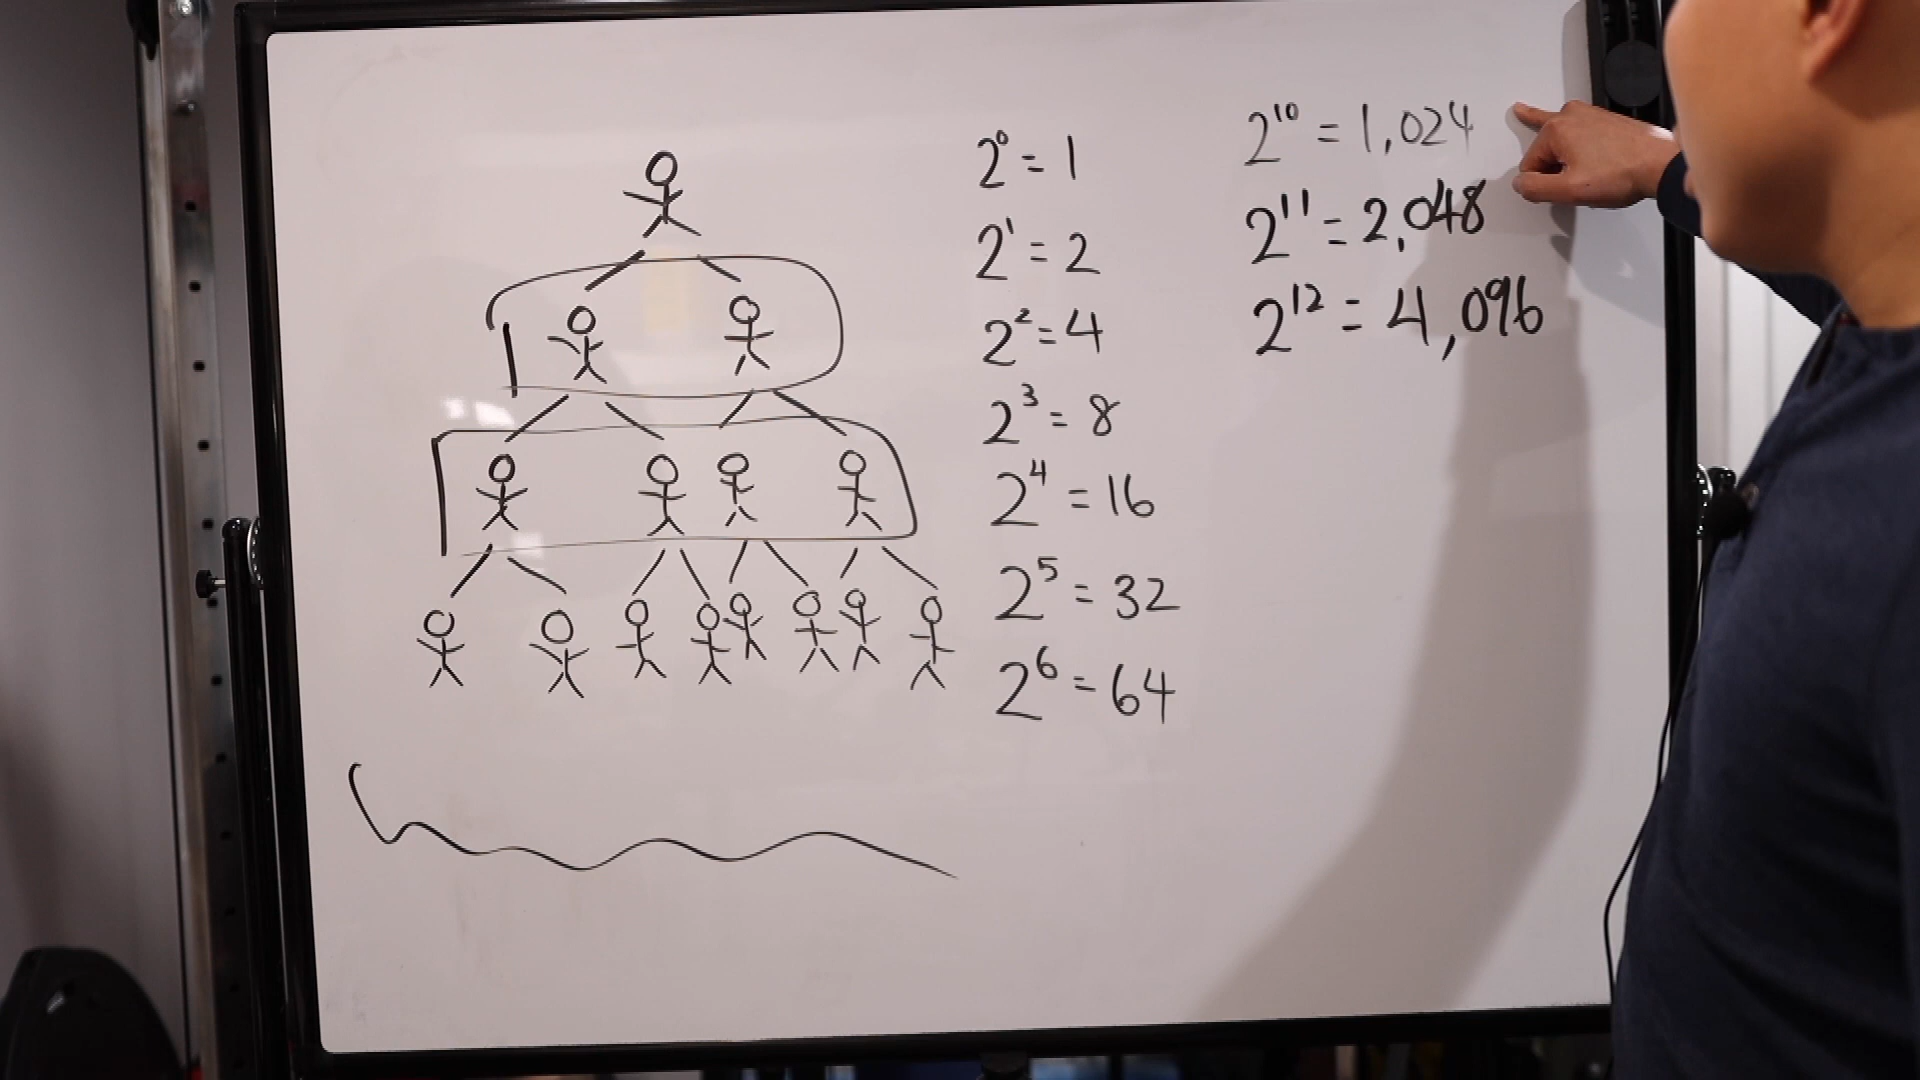 2⁰ = 1
2¹ = 2
2² = 4
2³ = 8
2⁴ = 16
2⁵ = 32
2⁶ = 64
2¹⁰ = 1,024
2¹¹ = 2,048
2¹² = 4,096